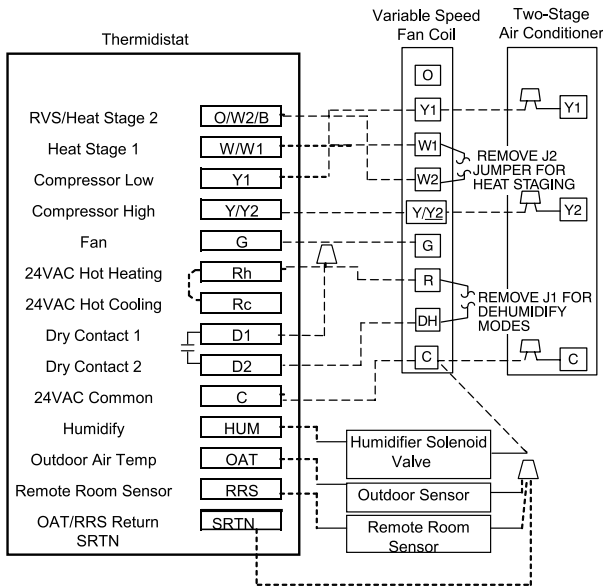 Variable Speed
Fan Coil
Two-Stage
Air Conditioner
Thermidistat
O
RVS/Heat Stage 2 O/W2/B Y1 Y1
Heat Stage 1 W/W1 W1
REMOVE J2
JUMPER FOR
HEAT STAGING
Compressor Low Y1 W2
Compressor High Y/Y2 Y/Y2 Y2
Fan G G
24VAC Hot Heating Rh R
24VAC Hot Cooling Rc
REMOVE J1 FOR
DEHUMIDIFY
MODES
Dry Contact 1 D1 DH
Dry Contact 2 D2 C C
24VAC Common C
Humidify HUM
Humidifier Solenoid
Valve
Outdoor Air Temp OAT
Outdoor Sensor
Remote Room Sensor RRS
Remote Room
Sensor
OAT/RRS Return
SRTN
SRTN